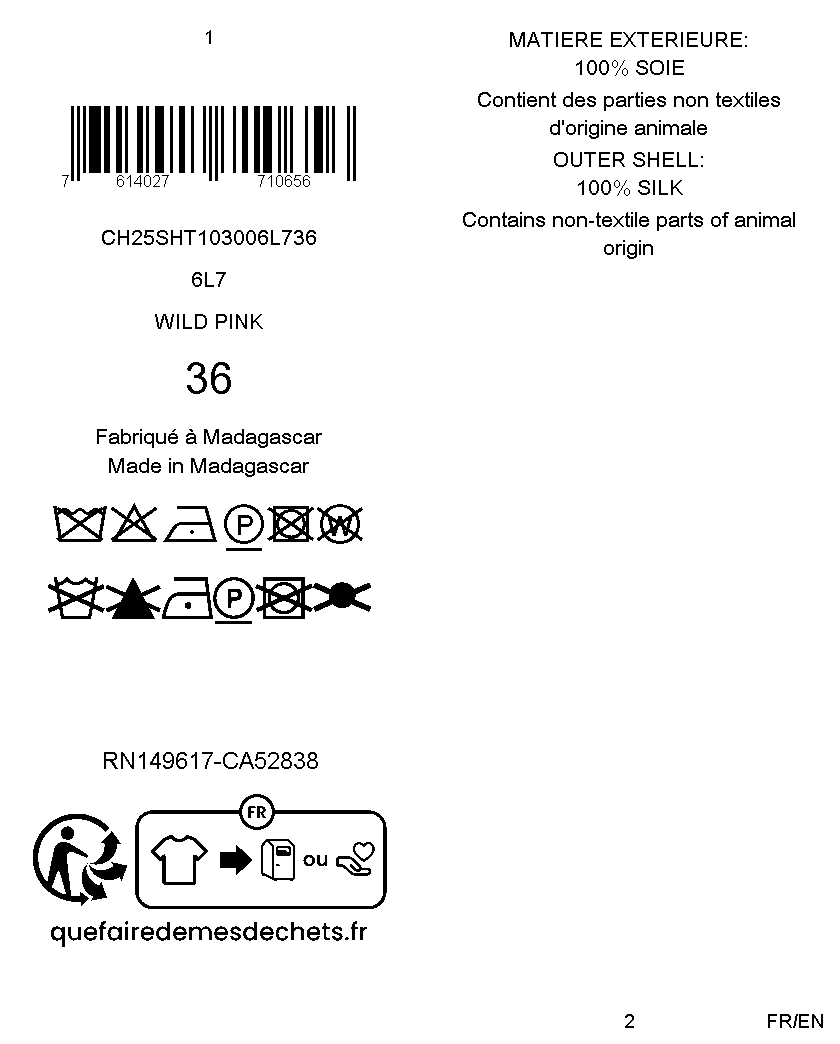 1
7 614027 710656
CH25SHT103006L736
6L7
WILD PINK
36
Fabriqué à Madagascar
Made in Madagascar
P W
P
RN149617-CA52838
FR
ou
quefairedemesdechets.fr
MATIERE EXTERIEURE:
100% SOIE
Contient des parties non textiles
d'origine animale
OUTER SHELL:
100% SILK
Contains non-textile parts of animal
origin
2
FR/EN